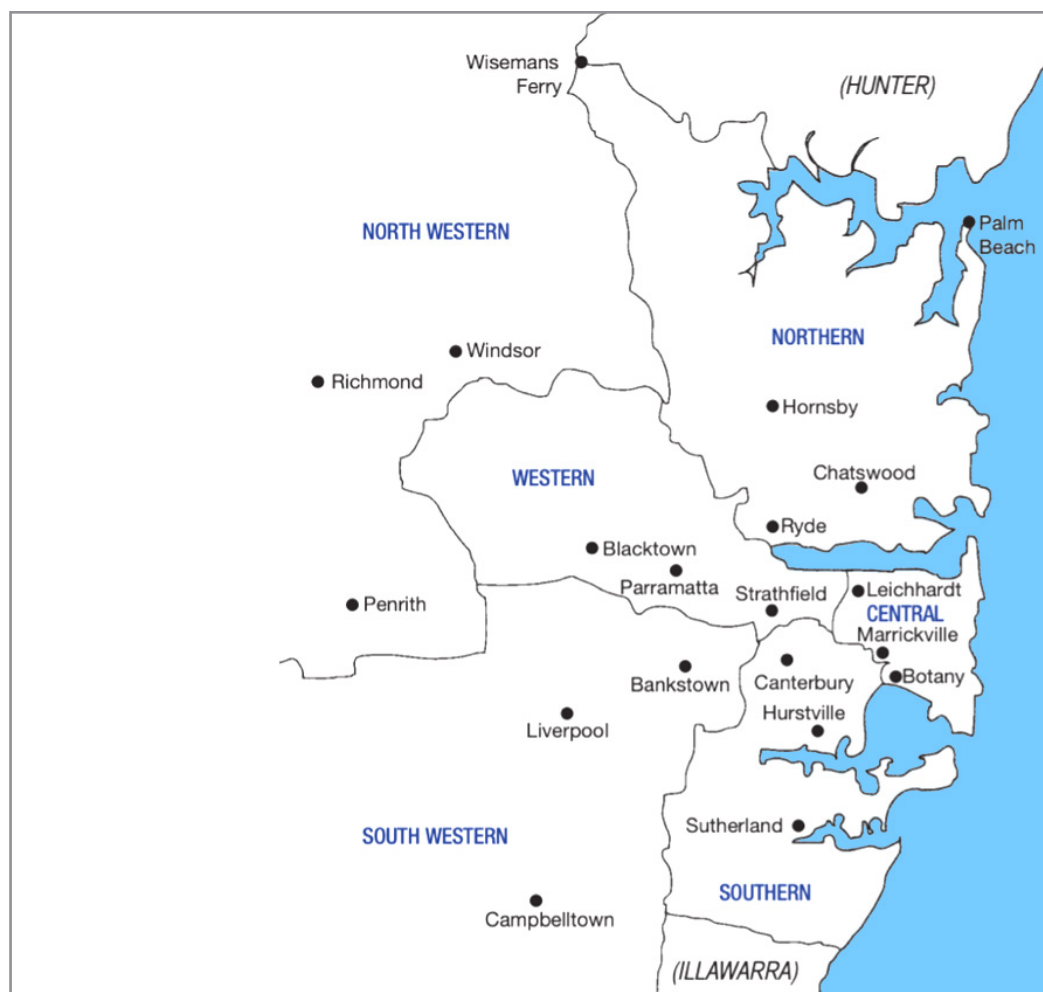 Wisemans
Ferry
(HUNTER)
Palm
Beach
NORTH WESTERN
NORTHERN
Windsor
Richmond
Hornsby
Chatswood
WESTERN
Ryde
Blacktown
Parramatta
Strathfield
Leichhardt
CENTRAL
Penrith
Marrickville
Bankstown
Canterbury
Botany
Hurstville
Liverpool
Sutherland
SOUTH WESTERN
SOUTHERN
Campbelltown
(ILLAWARRA)